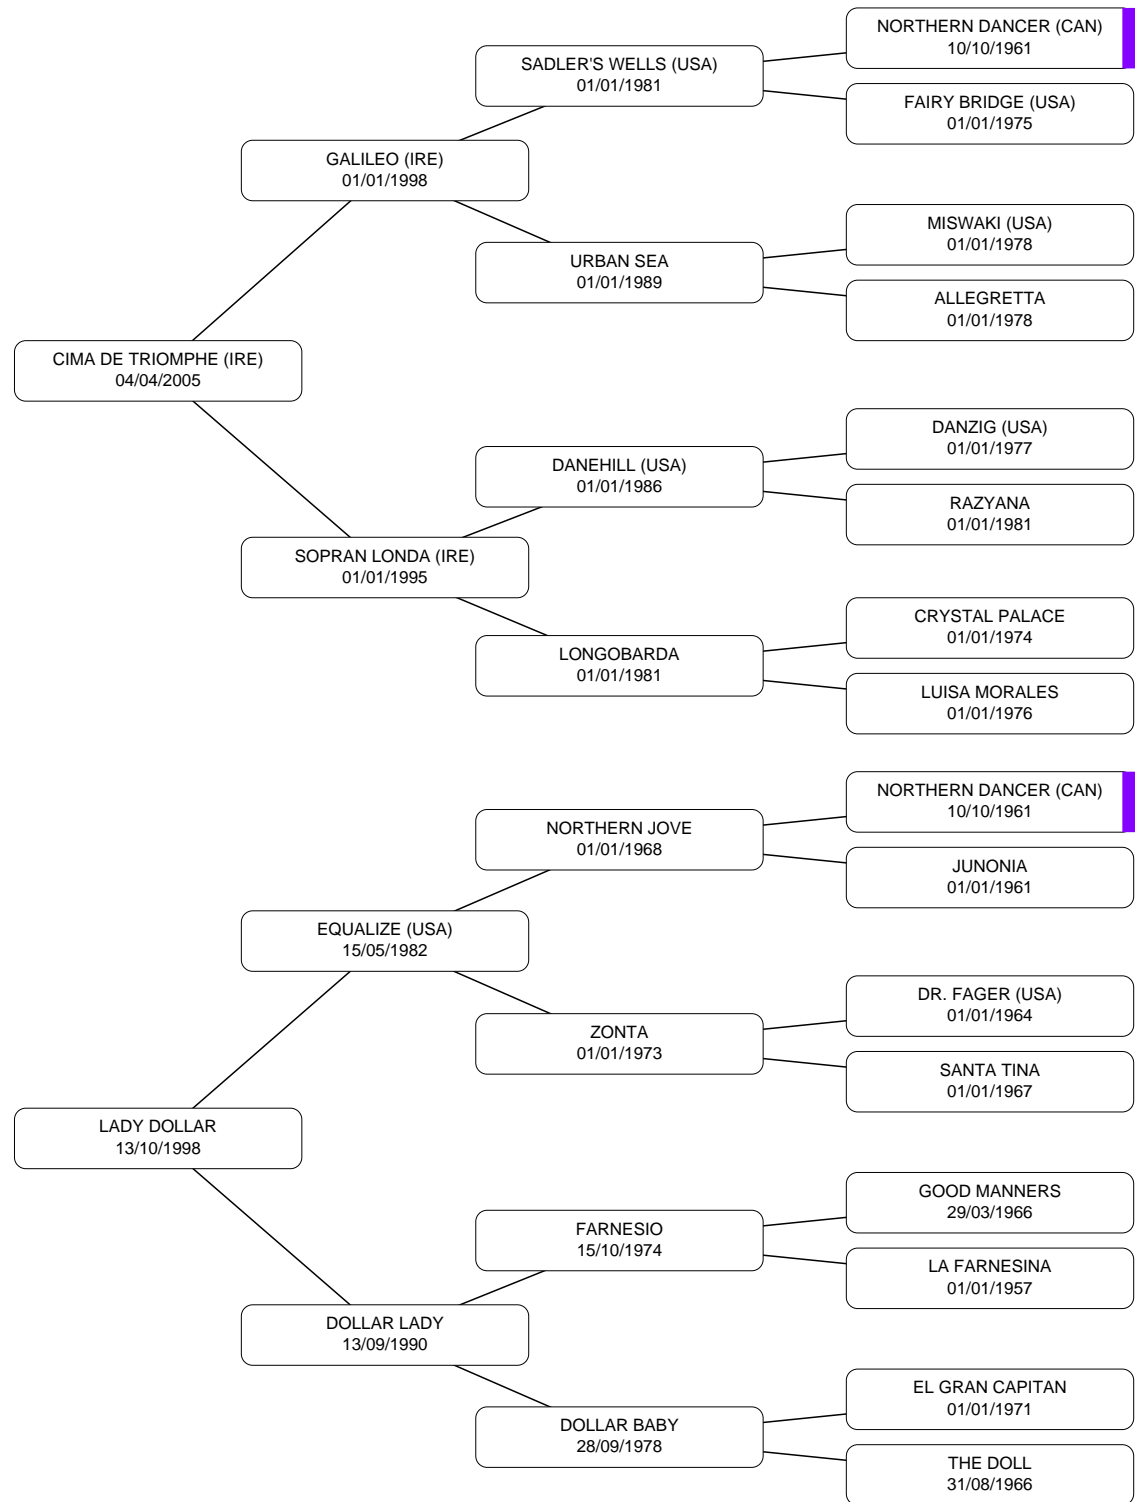 NORTHERN DANCER (CAN)
10/10/1961
SADLER'S WELLS (USA)
01/01/1981
FAIRY BRIDGE (USA)
01/01/1975
GALILEO (IRE)
01/01/1998
MISWAKI (USA)
01/01/1978
URBAN SEA
01/01/1989
ALLEGRETTA
01/01/1978
CIMA DE TRIOMPHE (IRE)
04/04/2005
DANZIG (USA)
01/01/1977
DANEHILL (USA)
01/01/1986
RAZYANA
01/01/1981
SOPRAN LONDA (IRE)
01/01/1995
CRYSTAL PALACE
01/01/1974
LONGOBARDA
01/01/1981
LUISA MORALES
01/01/1976
NORTHERN DANCER (CAN)
10/10/1961
NORTHERN JOVE
01/01/1968
JUNONIA
01/01/1961
EQUALIZE (USA)
15/05/1982
DR. FAGER (USA)
01/01/1964
ZONTA
01/01/1973
SANTA TINA
01/01/1967
LADY DOLLAR
13/10/1998
GOOD MANNERS
29/03/1966
FARNESIO
15/10/1974
LA FARNESINA
01/01/1957
DOLLAR LADY
13/09/1990
EL GRAN CAPITAN
01/01/1971
DOLLAR BABY
28/09/1978
THE DOLL
31/08/1966